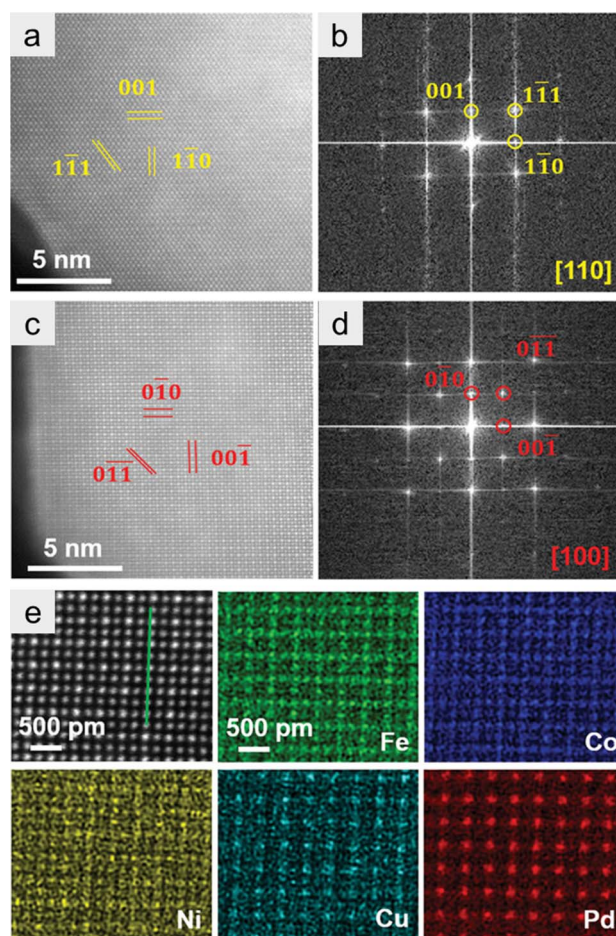 a
001
11̅1
11̅0
5 nm
b
001
11̅1
11̅0
[110]
c
01̅0
01̅1̅
001̅
5 nm
d
01̅1̅
01̅0
001̅
[100]
e
500 pm
500 pm
Fe
Co
Ni
Cu
Pd